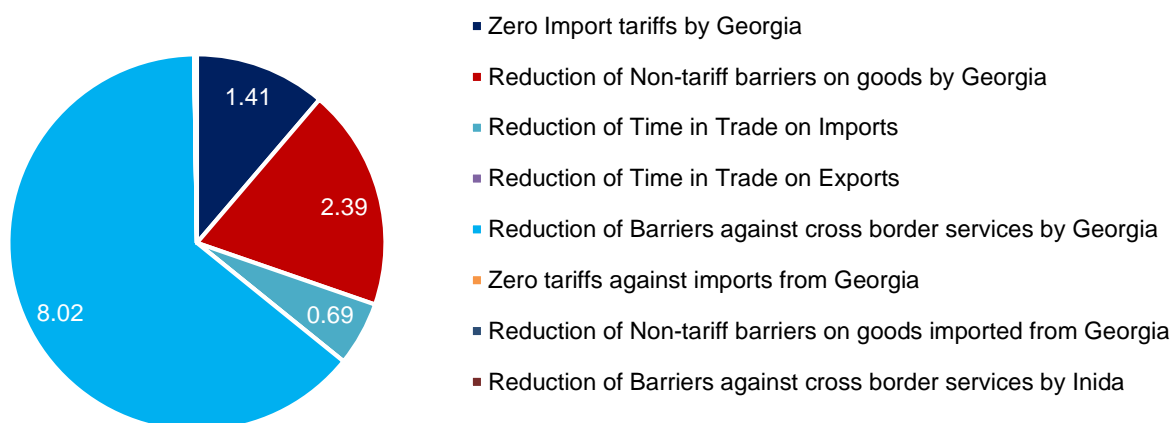 Zero Import tariffs by Georgia
Reduction of Non-tariff barriers on goods by Georgia
Reduction of Time in Trade on Imports
Reduction of Time in Trade on Exports
Reduction of Barriers against cross border services by Georgia
Zero tariffs against imports from Georgia
Reduction of Non-tariff barriers on goods imported from Georgia
Reduction of Barriers against cross border services by Inida
1.41
2.39
0.69
8.02